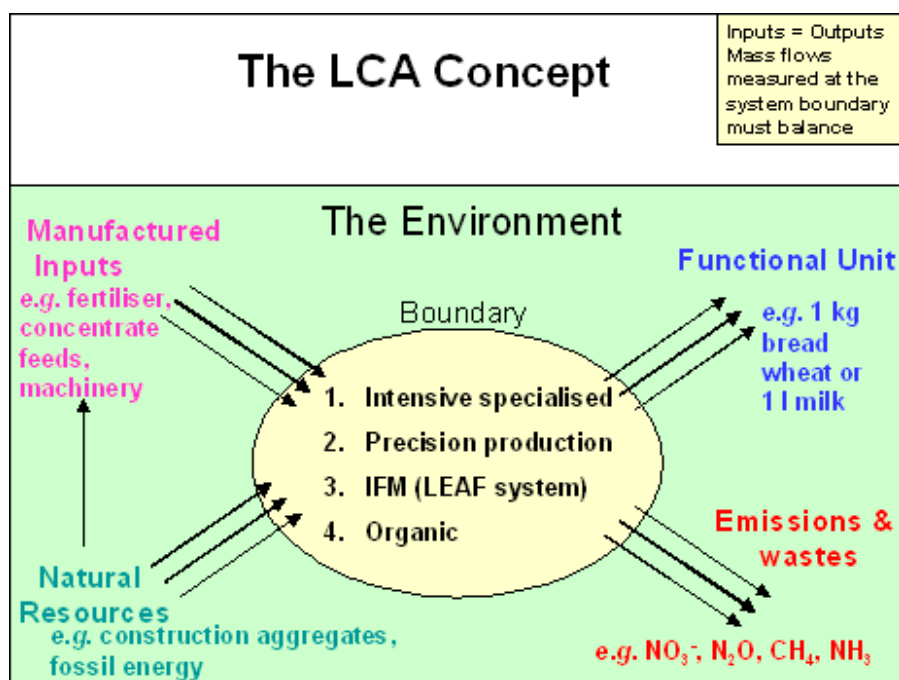 The LCA Concept
Inputs = Outputs
Mass flows
measured at the
system boundary
must balance
The Environment
Manufactured
Inputs
e.g. fertiliser,
concentrate
feeds,
machinery
Boundary
1. Intensive specialised
2. Precision production
3. IFM (LEAF system)
4. Organic
Functional Unit
e.g. 1 kg
bread
wheat or
1 l milk
Natural
Resources
e.g. construction aggregates,
fossil energy
Emissions &
wastes
e.g. NO₃⁻, N₂O, CH₄, NH₃